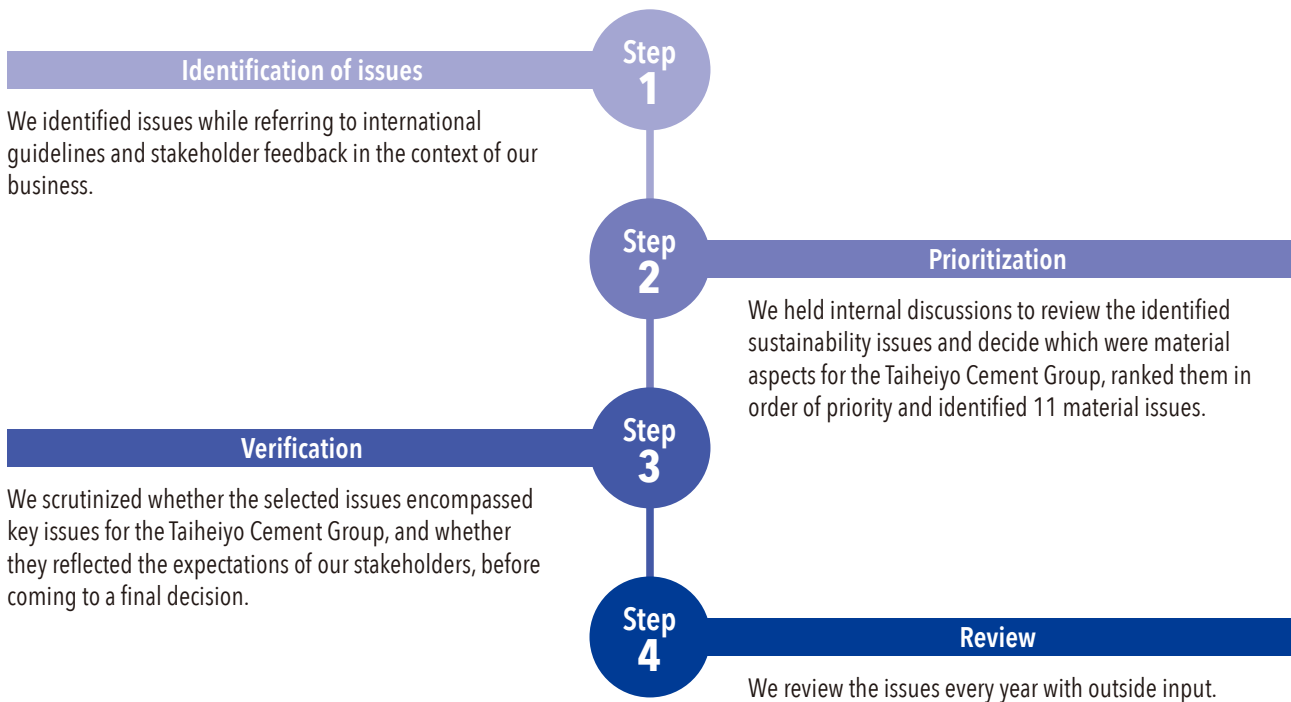 Step
1
Identification of issues
We identified issues while referring to international
guidelines and stakeholder feedback in the context of our
business.
Step
2
Prioritization
We held internal discussions to review the identified
sustainability issues and decide which were material
aspects for the Taiheiyo Cement Group, ranked them in
order of priority and identified 11 material issues.
Step
3
Verification
We scrutinized whether the selected issues encompassed
key issues for the Taiheiyo Cement Group, and whether
they reflected the expectations of our stakeholders, before
coming to a final decision.
Step
4
Review
We review the issues every year with outside input.